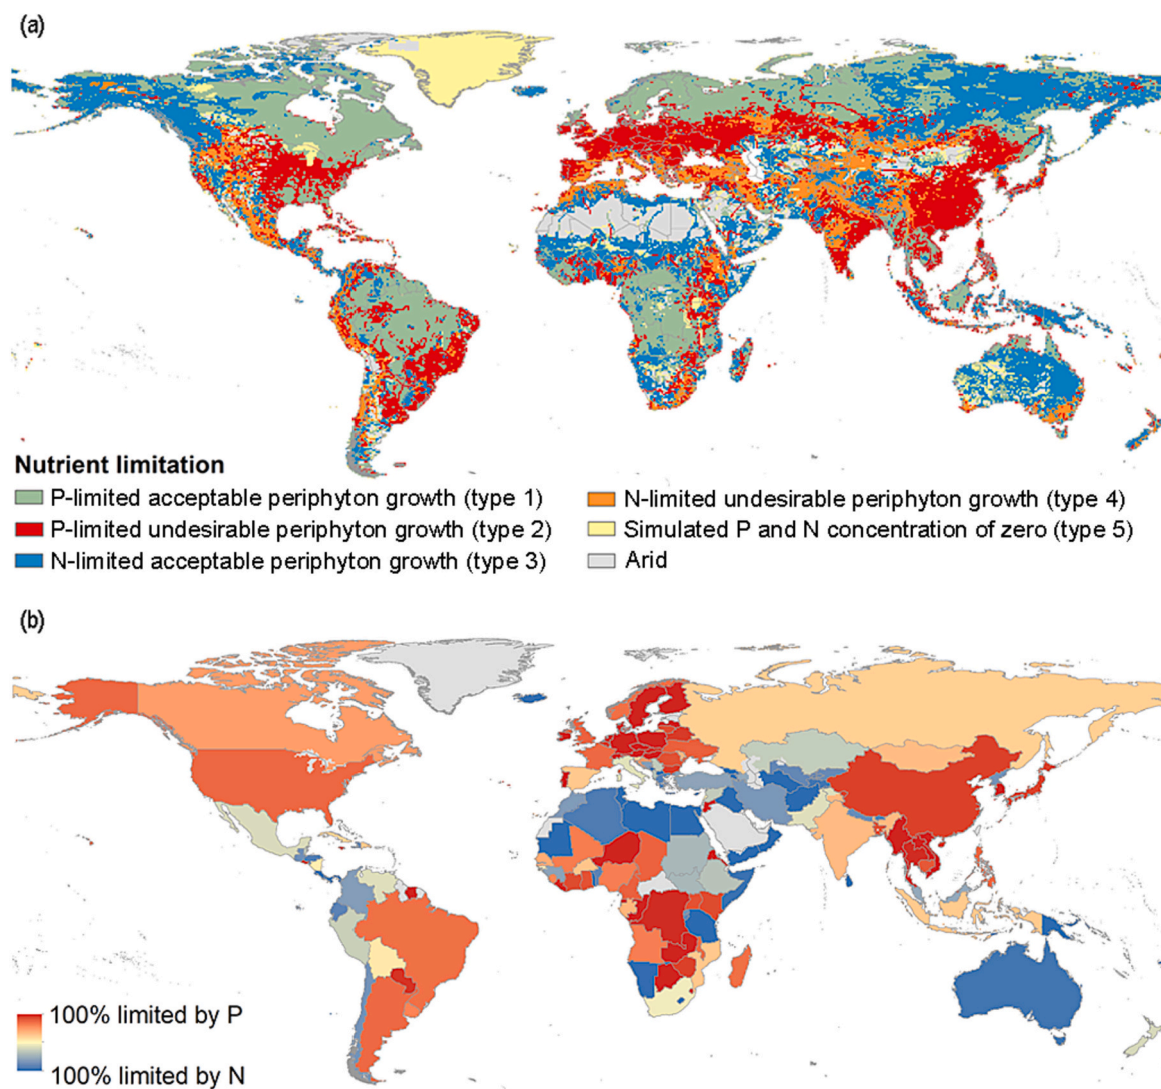 (a)
Nutrient limitation
P-limited acceptable periphyton growth (type 1)
P-limited undesirable periphyton growth (type 2)
N-limited acceptable periphyton growth (type 3)
N-limited undesirable periphyton growth (type 4)
Simulated P and N concentration of zero (type 5)
Arid
(b)
100% limited by P
100% limited by N